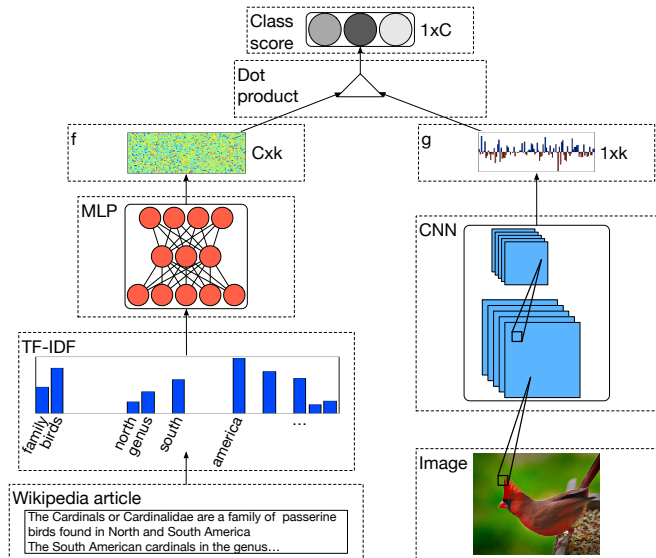 Class
score
1xC
Dot
product
f
Cxk
g
1xk
MLP
CNN
TF-IDF
family
birds
north
genus
south
america
...
Image
Wikipedia article
The Cardinals or Cardinalidae are a family of passerine
birds found in North and South America
The South American cardinals in the genus...